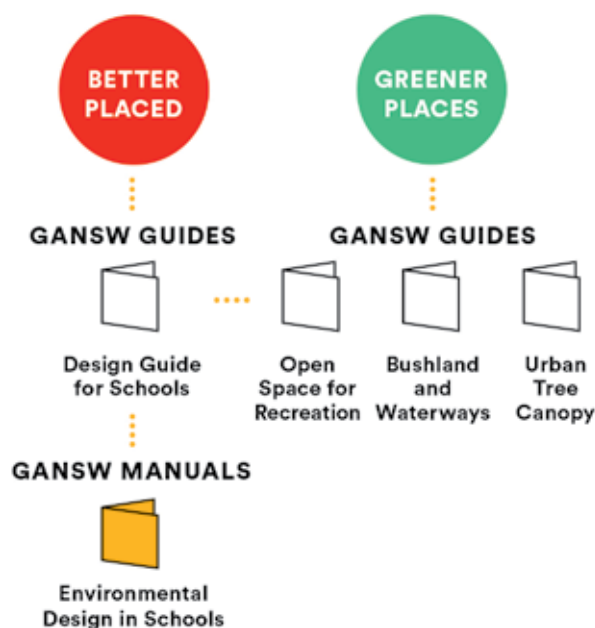 BETTER
PLACED
GREENER
PLACES
GANSW GUIDES
GANSW GUIDES
Design Guide
for Schools
Open
Space for
Recreation
Bushland
and
Waterways
Urban
Tree
Canopy
GANSW MANUALS
Environmental
Design in Schools